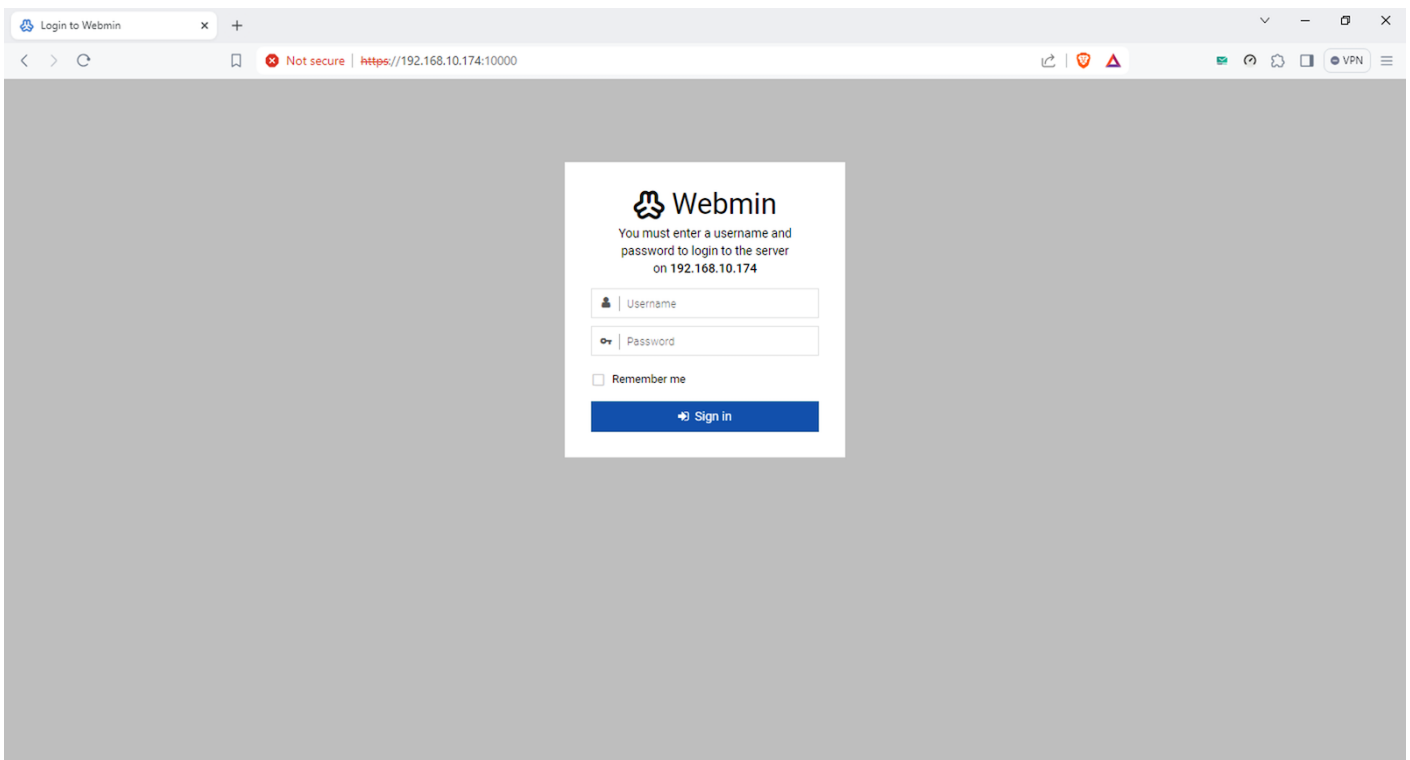 Login to Webmin
Not secure https://192.168.10.174:10000
VPN
Webmin
You must enter a username and
password to login to the server
on 192.168.10.174
Username
Password
Remember me
Sign in